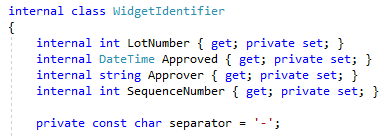 internal class WidgetIdentifier
{
    internal int LotNumber { get; private set; }
    internal DateTime Approved { get; private set; }
    internal string Approver { get; private set; }
    internal int SequenceNumber { get; private set; }

    private const char separator = '-';